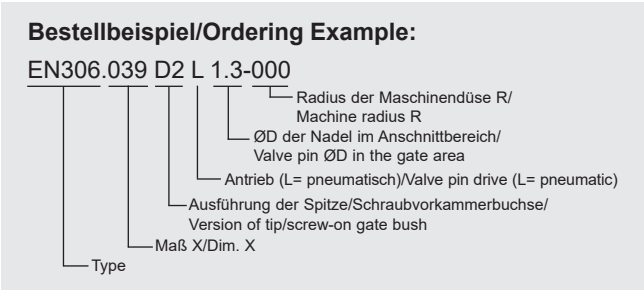 Bestellbeispiel/Ordering Example:
EN306.039 D2 L 1.3-000
Radius der Maschinendüse R/
Machine radius R
ØD der Nadel im Anschnittbereich/
Valve pin ØD in the gate area
Antrieb (L= pneumatisch)/Valve pin drive (L= pneumatic)
Ausführung der Spitze/Schraubvorkammerbuchse/
Version of tip/screw-on gate bush
Maß X/Dim. X
Type